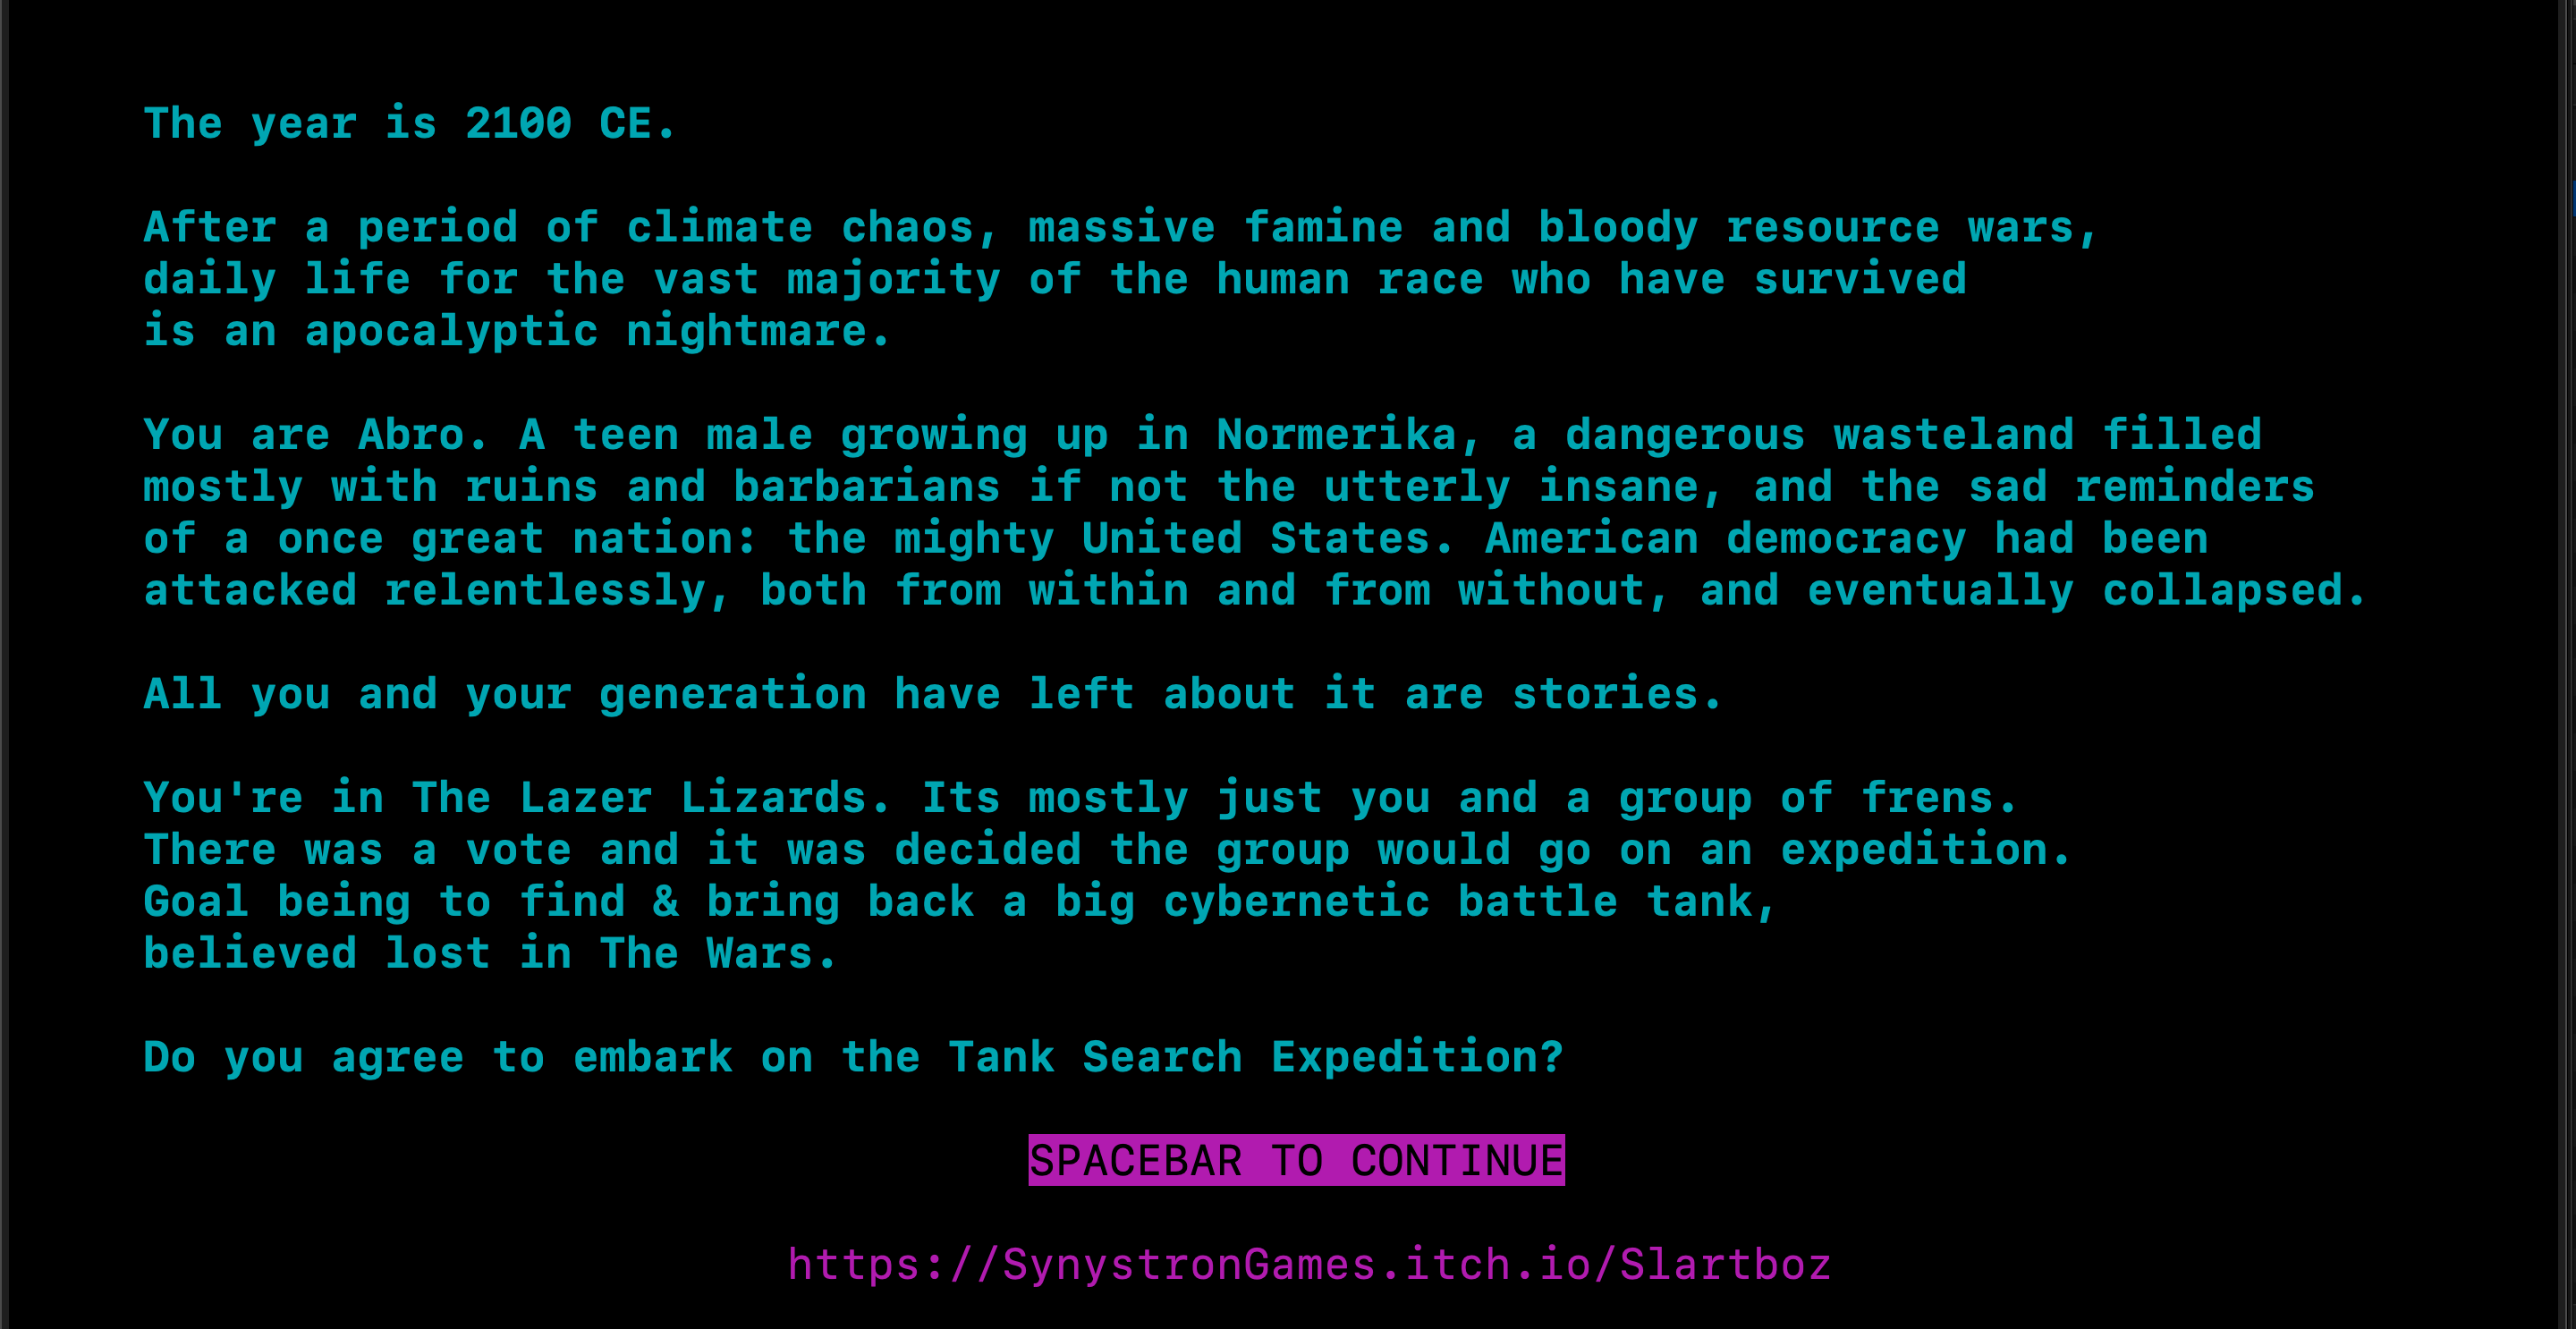 The year is 2100 CE.
After a period of climate chaos, massive famine and bloody resource wars,
daily life for the vast majority of the human race who have survived
is an apocalyptic nightmare.
You are Abro. A teen male growing up in Normerika, a dangerous wasteland filled
mostly with ruins and barbarians if not the utterly insane, and the sad reminders
of a once great nation: the mighty United States. American democracy had been
attacked relentlessly, both from within and from without, and eventually collapsed.
All you and your generation have left about it are stories.
You're in The Lazer Lizards. Its mostly just you and a group of frens.
There was a vote and it was decided the group would go on an expedition.
Goal being to find & bring back a big cybernetic battle tank,
believed lost in The Wars.
Do you agree to embark on the Tank Search Expedition?
SPACEBAR TO CONTINUE
https://SynystronGames.itch.io/Slartboz